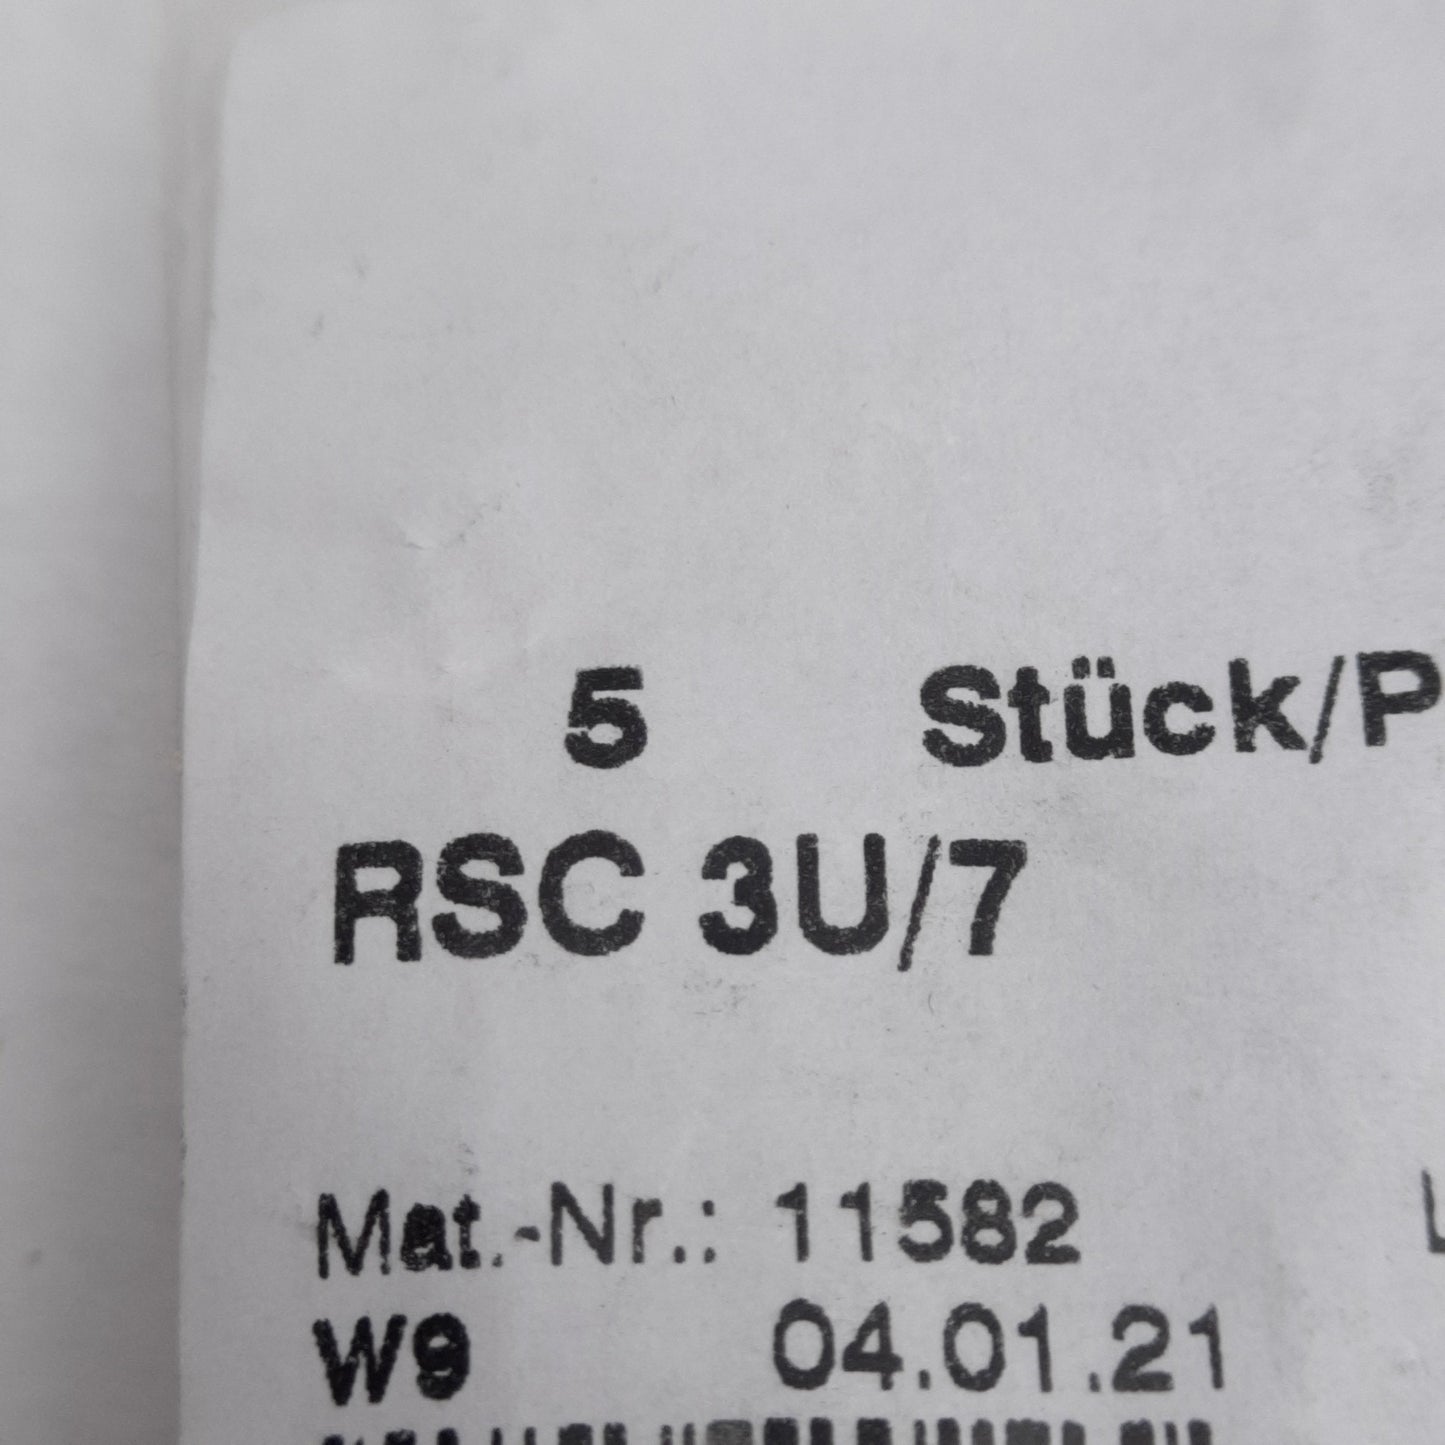 5 Stück/P
RSC 3U/7
Mat.-Nr.: 11582
W9 04.01.21